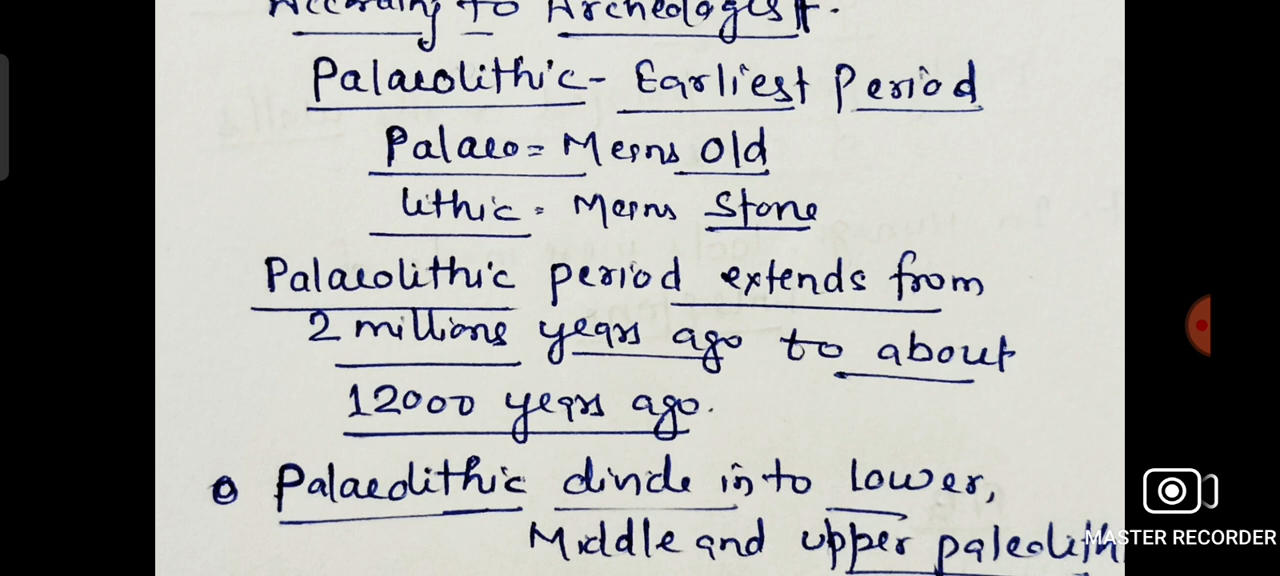 According to Archeologist.
Palaeolithic - Earliest Period
Palaeo = Means Old
lithic = Means Stone
Palaeolithic period extends from
2 millions years ago to about
12000 years ago.
Palaeolithic divide into lower,
Middle and upper paleolith
MASTER RECORDER